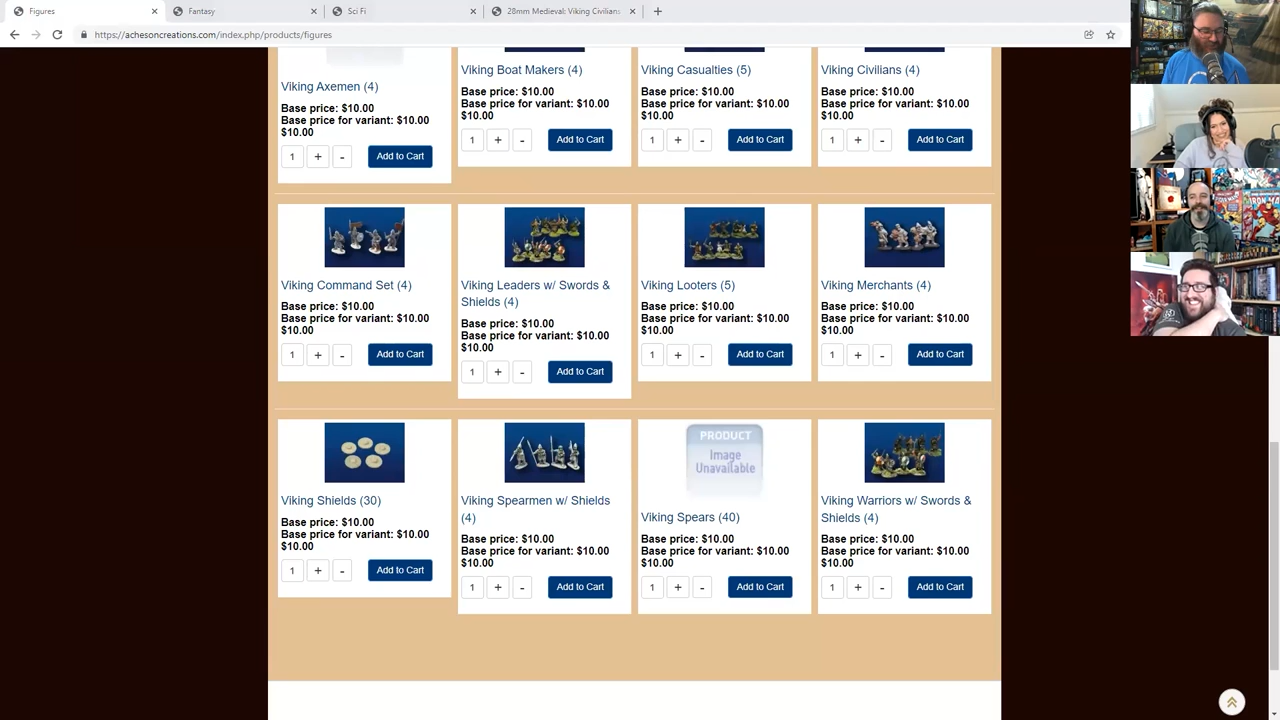 Figures
Fantasy
Sci Fi
28mm Medieval: Viking Civilians
https://achesoncreations.com/index.php/products/figures
Viking Axemen (4)
Base price: $10.00
Base price for variant: $10.00
$10.00
1 + - Add to Cart
Viking Boat Makers (4)
Base price: $10.00
Base price for variant: $10.00
$10.00
1 + - Add to Cart
Viking Casualties (5)
Base price: $10.00
Base price for variant: $10.00
$10.00
1 + - Add to Cart
Viking Civilians (4)
Base price: $10.00
Base price for variant: $10.00
$10.00
1 + - Add to Cart
Viking Command Set (4)
Base price: $10.00
Base price for variant: $10.00
$10.00
1 + - Add to Cart
Viking Leaders w/ Swords &
Shields (4)
Base price: $10.00
Base price for variant: $10.00
$10.00
1 + - Add to Cart
Viking Looters (5)
Base price: $10.00
Base price for variant: $10.00
$10.00
1 + - Add to Cart
Viking Merchants (4)
Base price: $10.00
Base price for variant: $10.00
$10.00
1 + - Add to Cart
Viking Shields (30)
Base price: $10.00
Base price for variant: $10.00
$10.00
1 + - Add to Cart
Viking Spearmen w/ Shields
(4)
Base price: $10.00
Base price for variant: $10.00
$10.00
1 + - Add to Cart
PRODUCT
Image
Unavailable
Viking Spears (40)
Base price: $10.00
Base price for variant: $10.00
$10.00
1 + - Add to Cart
Viking Warriors w/ Swords &
Shields (4)
Base price: $10.00
Base price for variant: $10.00
$10.00
1 + - Add to Cart